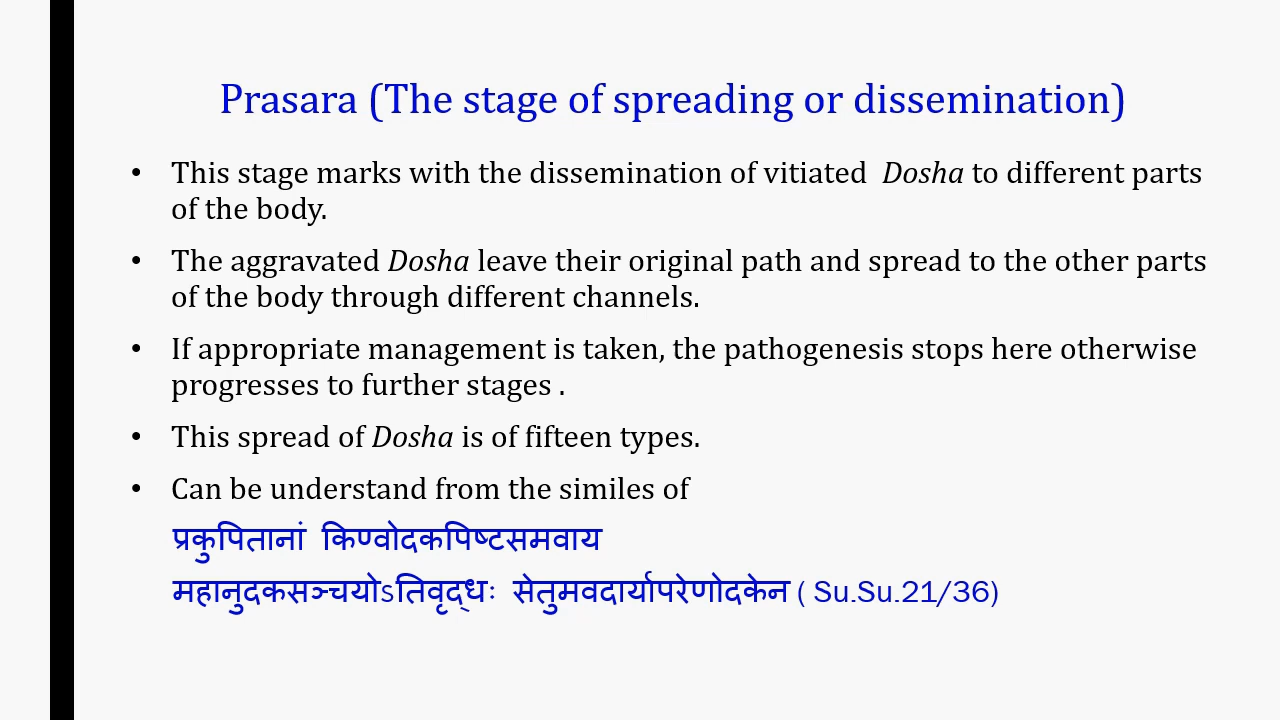 Prasara (The stage of spreading or dissemination)
• This stage marks with the dissemination of vitiated Dosha to different parts
of the body.
• The aggravated Dosha leave their original path and spread to the other parts
of the body through different channels.
• If appropriate management is taken, the pathogenesis stops here otherwise
progresses to further stages .
• This spread of Dosha is of fifteen types.
• Can be understand from the similes of
प्रकुपितानां किण्वोदकपिष्टसमवाय
महानुदकसञ्चयोऽतिवृद्धः सेतुमवदार्यापरेणोदकेन ( Su.Su.21/36)